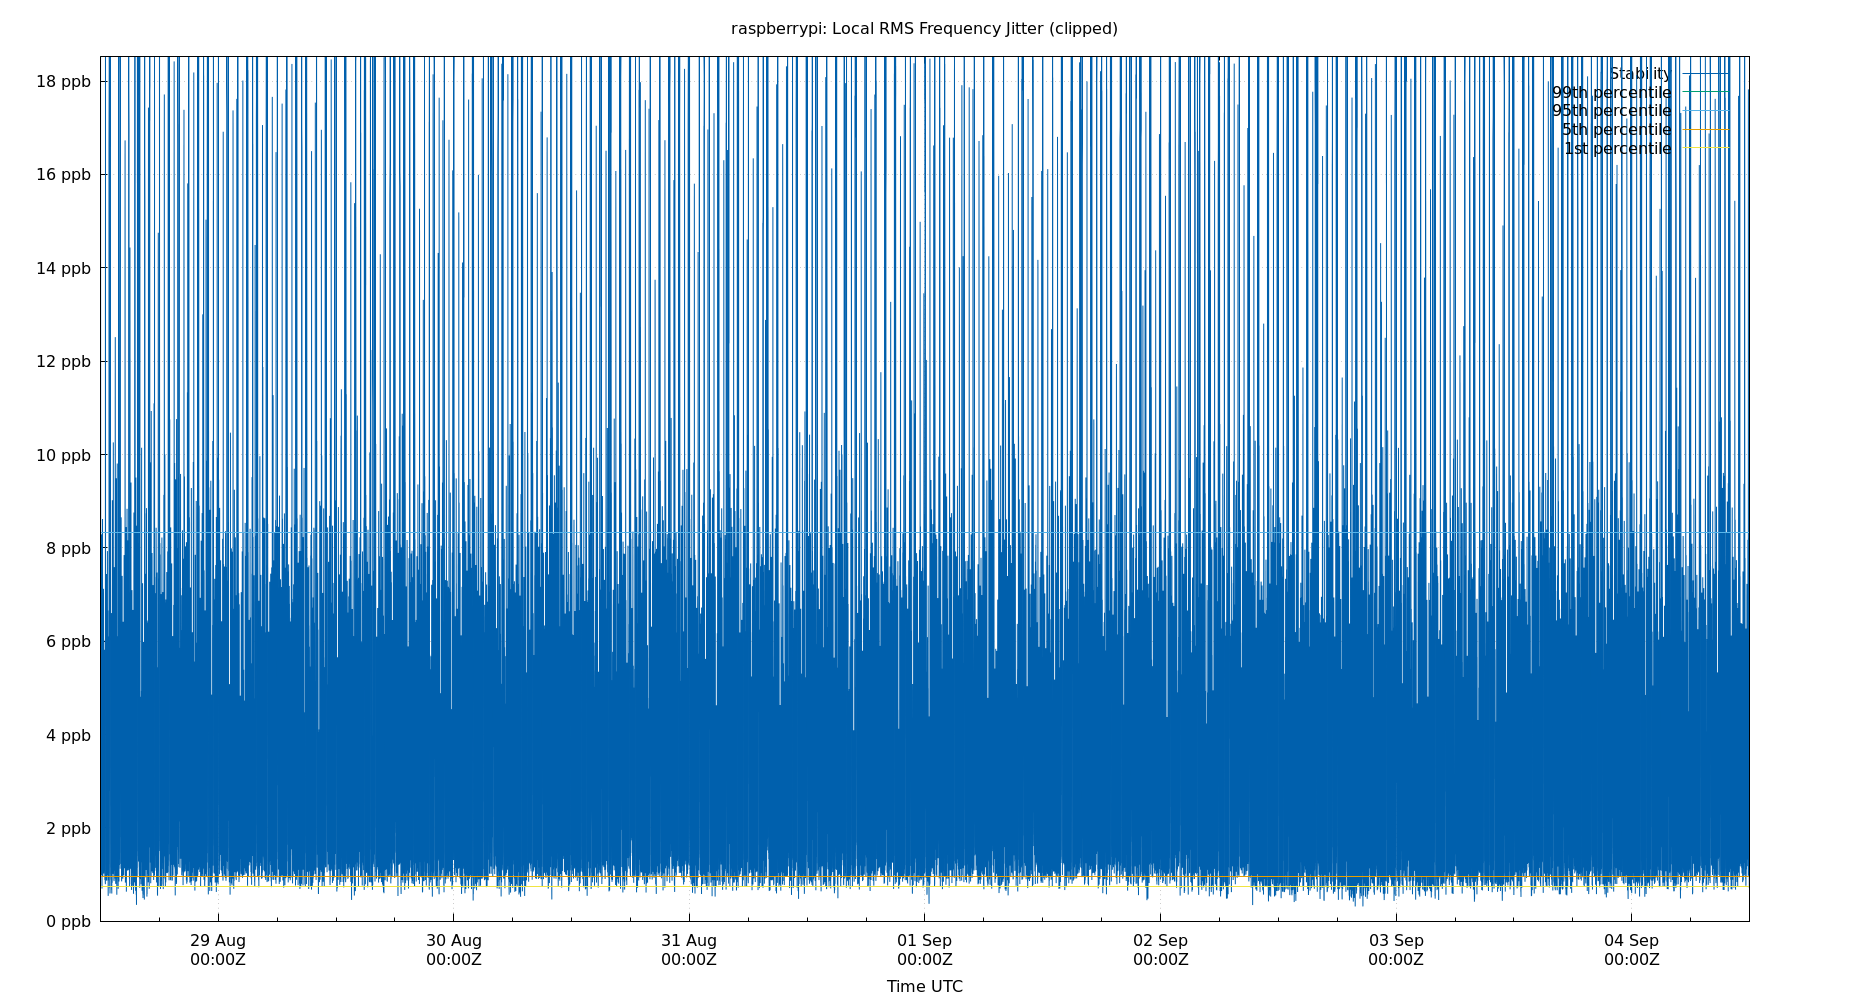 raspberrypi: Local RMS Frequency Jitter (clipped)
18 ppb
16 ppb
14 ppb
12 ppb
10 ppb
8 ppb
6 ppb
4 ppb
2 ppb
0 ppb
Stability
99th percentile
95th percentile
5th percentile
1st percentile
29 Aug
00:00Z
30 Aug
00:00Z
31 Aug
00:00Z
01 Sep
00:00Z
02 Sep
00:00Z
03 Sep
00:00Z
04 Sep
00:00Z
Time UTC